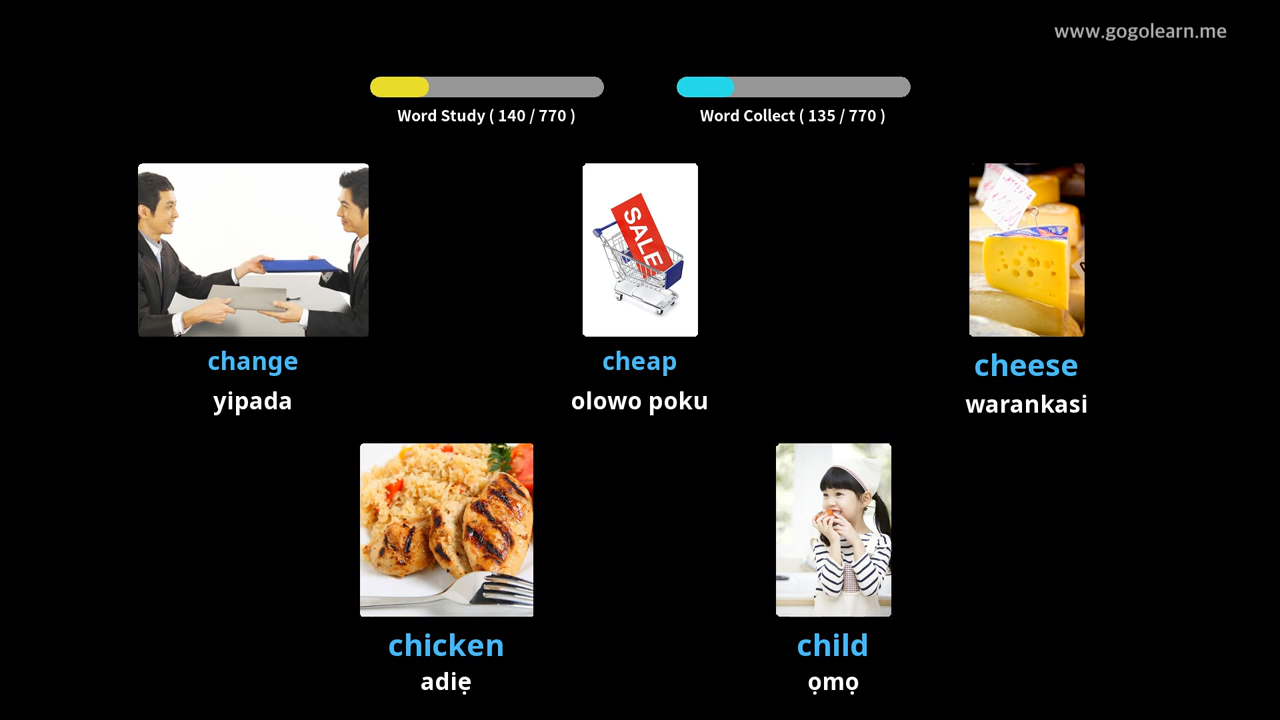 www.gogolearn.me
Word Study ( 140 / 770 )
Word Collect ( 135 / 770 )
SALE
change
cheap
cheese
yipada
olowo poku
warankasi
chicken
child
adiẹ
ọmọ